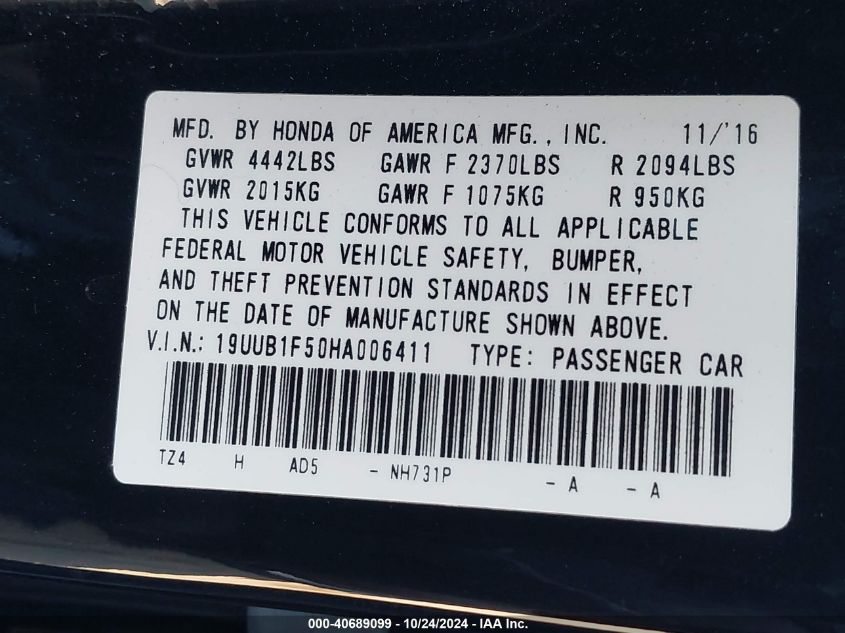 MFD. BY HONDA OF AMERICA MFG., INC. 11/'16
GVWR 4442LBS GAWR F 2370LBS R 2094LBS
GVWR 2015KG GAWR F 1075KG R 950KG
THIS VEHICLE CONFORMS TO ALL APPLICABLE
FEDERAL MOTOR VEHICLE SAFETY, BUMPER,
AND THEFT PREVENTION STANDARDS IN EFFECT
ON THE DATE OF MANUFACTURE SHOWN ABOVE.
V.I.N.: 19UUB1F50HA006411 TYPE: PASSENGER CAR
TZ4 H AD5 - NH731P - A - A
000-40689099 - 10/24/2024 - IAA Inc.